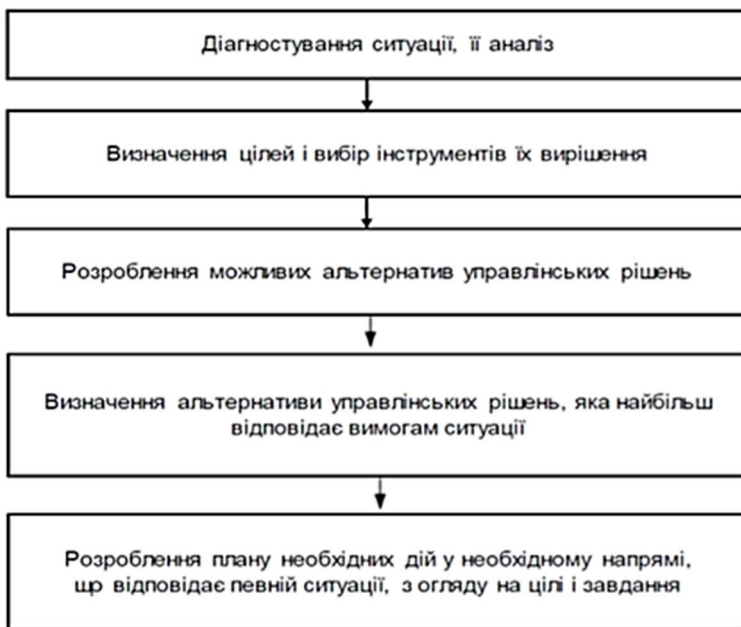 Діагностування ситуації, її аналіз
Визначення цілей і вибір інструментів їх вирішення
Розроблення можливих альтернатив управлінських рішень
Визначення альтернативи управлінських рішень, яка найбільш
відповідає вимогам ситуації
Розроблення плану необхідних дій у необхідному напрямі,
що відповідає певній ситуації, з огляду на цілі і завдання